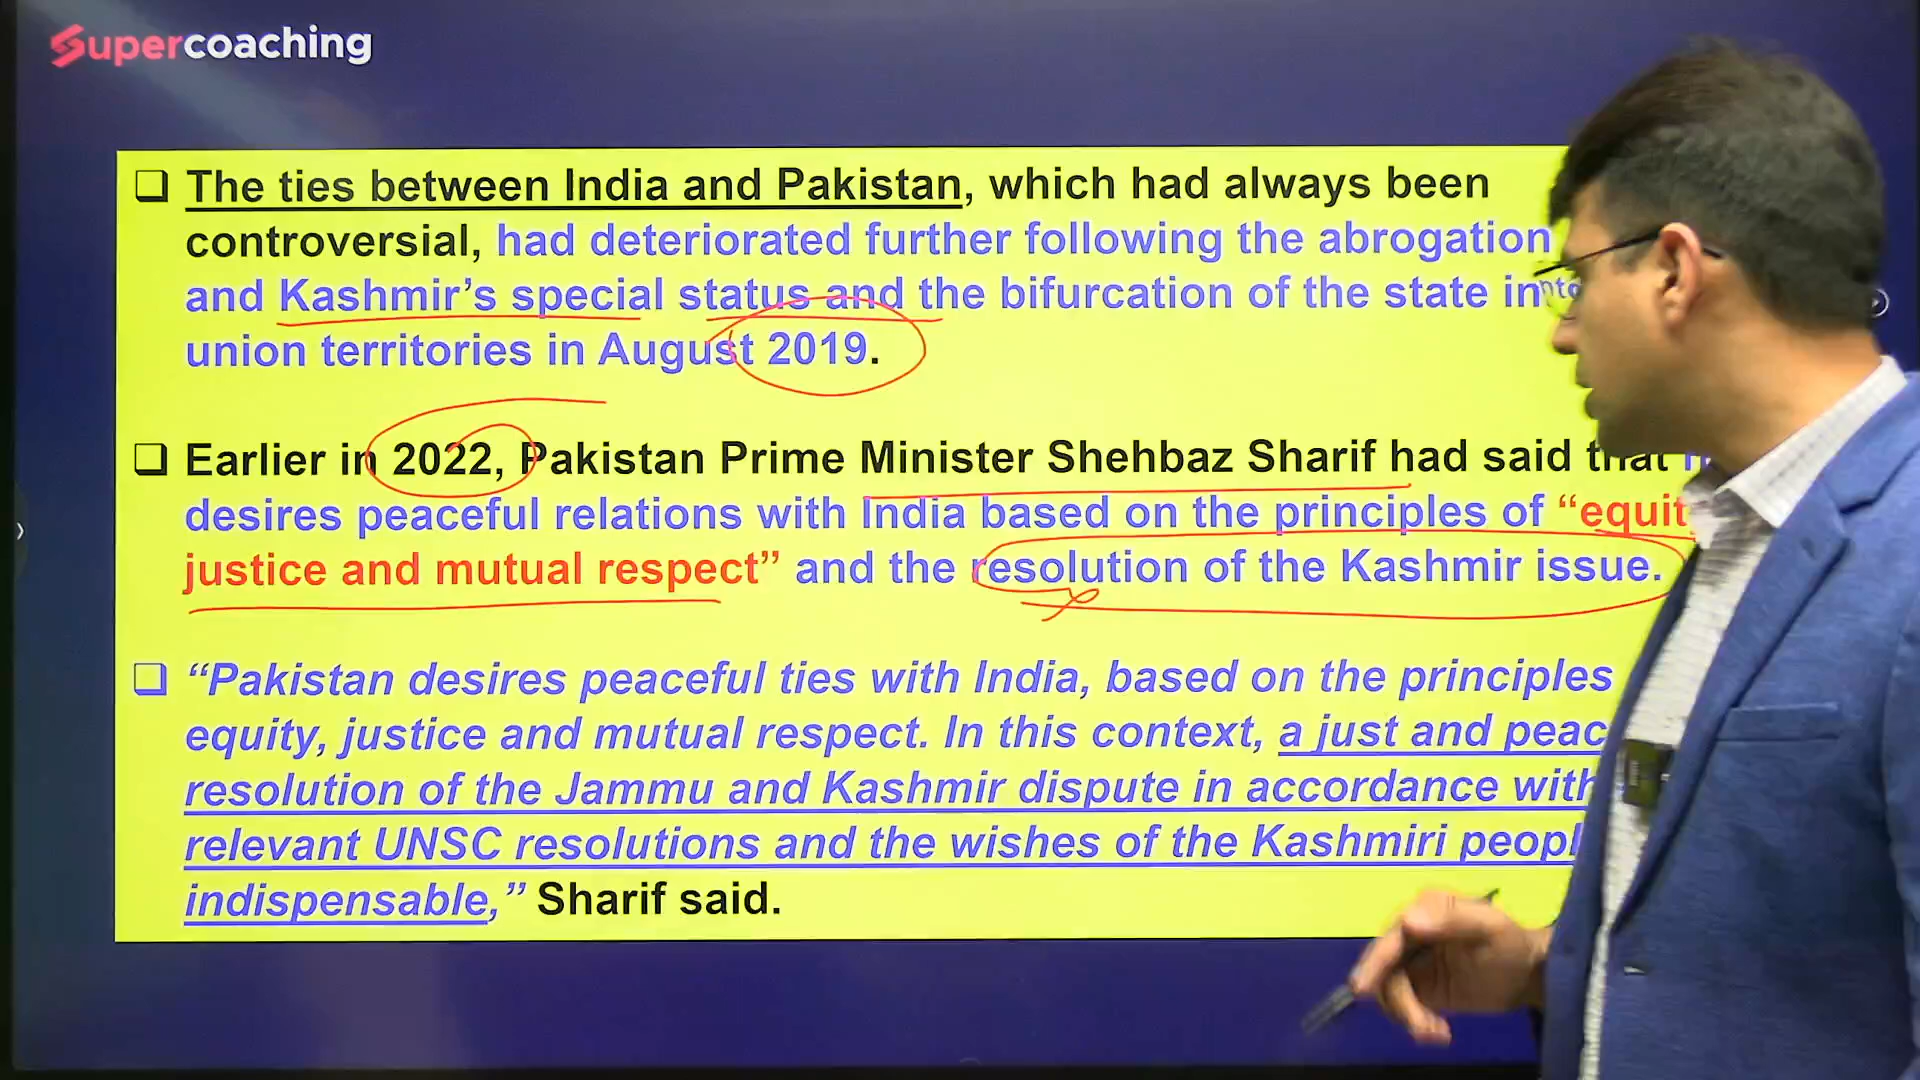 Supercoaching
The ties between India and Pakistan, which had always been
controversial, had deteriorated further following the abrogation
and Kashmir’s special status and the bifurcation of the state into
union territories in August 2019.
Earlier in 2022, Pakistan Prime Minister Shehbaz Sharif had said that
desires peaceful relations with India based on the principles of “equit
justice and mutual respect” and the resolution of the Kashmir issue.
“Pakistan desires peaceful ties with India, based on the principles
equity, justice and mutual respect. In this context, a just and peac
resolution of the Jammu and Kashmir dispute in accordance with
relevant UNSC resolutions and the wishes of the Kashmiri peopl
indispensable,” Sharif said.